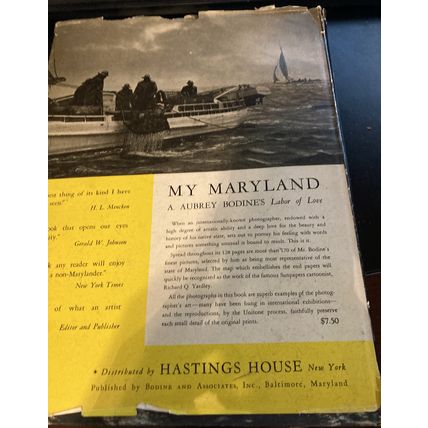 MY MARYLAND
A. AUBREY BODINE'S Labor of Love
When an internationally-known photographer, endowed with a
high degree of artistic ability and a deep love for the beauty and
history of his native state, sets out to portray his feeling with words
and pictures something unusual is bound to result. This is it.
Spread throughout its 128 pages are more than 170 of Mr. Bodine's
finest pictures, selected by him as being most representative of the
state of Maryland. The map which embellishes the end papers will
quickly be recognized as the work of the famous Sunpapers cartoonist,
Richard Q. Yardley.
All the photographs in this book are superb examples of the photographer's
art—many have been hung in international exhibitions—
and the reproductions, by the Unitone process, faithfully preserve
each small detail of the original prints. $7.50
thing of its kind I have
seen"
H. L. Mencken
ok that opens our eyes
ity."
Gerald W. Johnson
k any reader will enjoy
a non-Marylander."
New York Times
of what an artist
Editor and Publisher
* Distributed by HASTINGS HOUSE New York
Published by BODINE AND ASSOCIATES, INC., Baltimore, Maryland